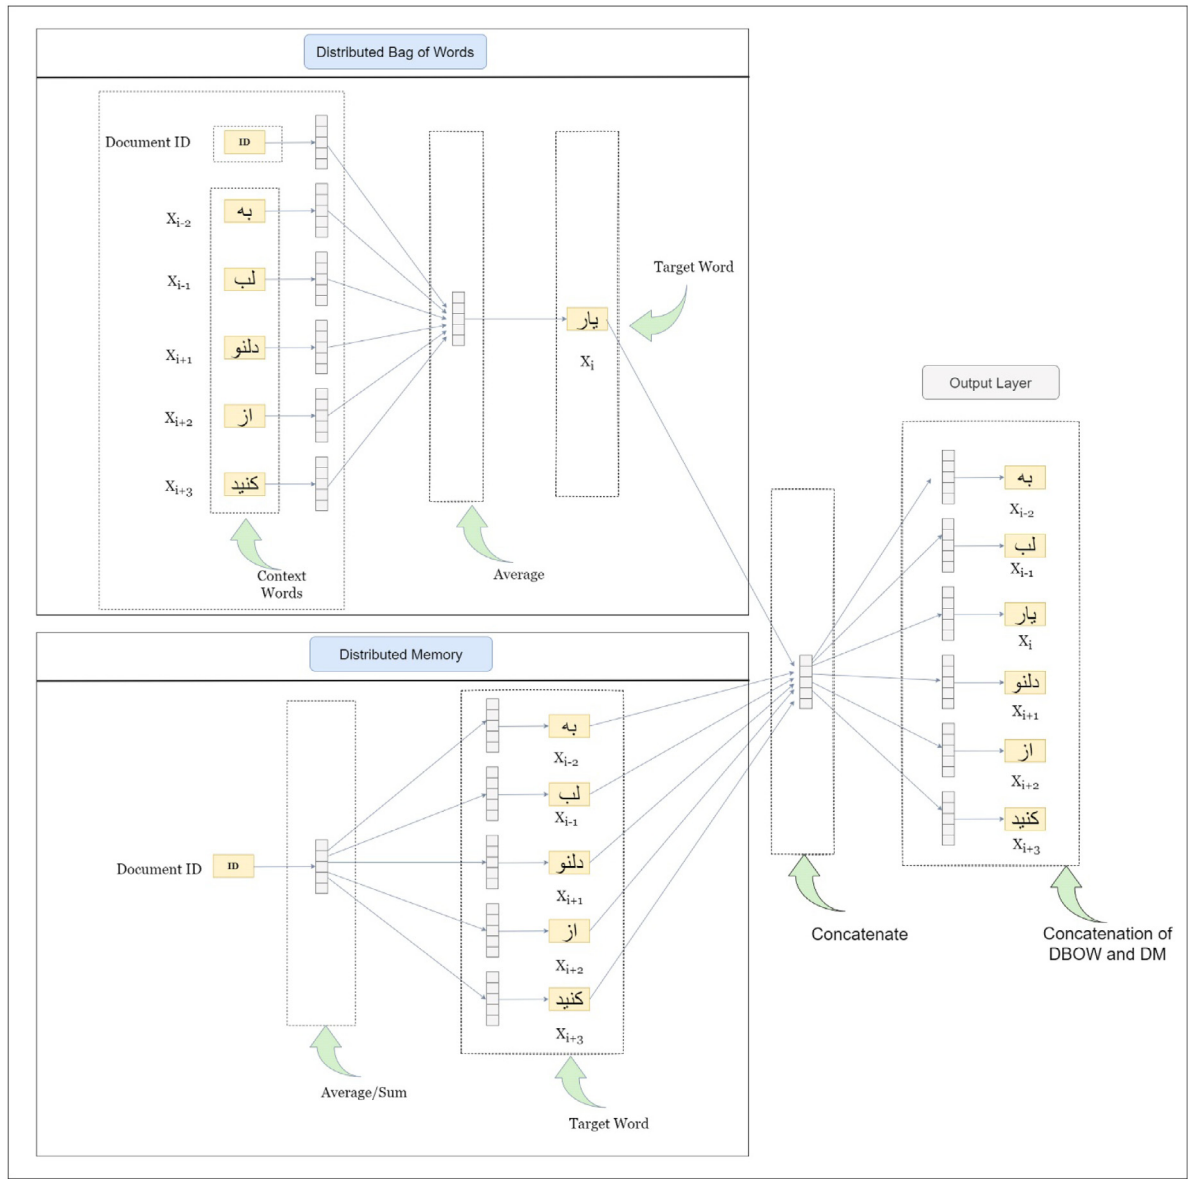 Distributed Bag of Words
Document ID
ID
Xi-2
به
Xi-1
لب
Xi+1
دلنو
Xi+2
از
Xi+3
کنید
Context
Words
Average
یار
Xi
Target Word
Distributed Memory
Document ID
ID
Average/Sum
به
Xi-2
لب
Xi-1
دلنو
Xi+1
از
Xi+2
کنید
Xi+3
Target Word
Concatenate
Output Layer
به
Xi-2
لب
Xi-1
یار
Xi
دلنو
Xi+1
از
Xi+2
کنید
Xi+3
Concatenation of
DBOW and DM